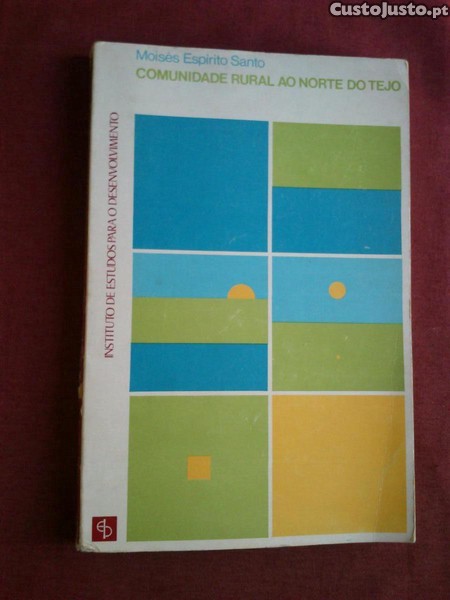 CustoJusto.pt
Moisés Espírito Santo
COMUNIDADE RURAL AO NORTE DO TEJO
INSTITUTO DE ESTUDOS PARA O DESENVOLVIMENTO